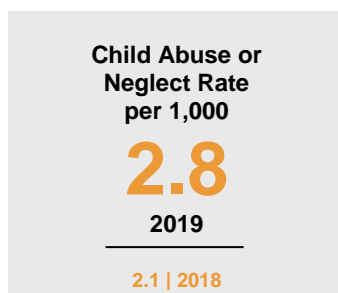 Child Abuse or
Neglect Rate
per 1,000
2.8
2019
2.1 | 2018